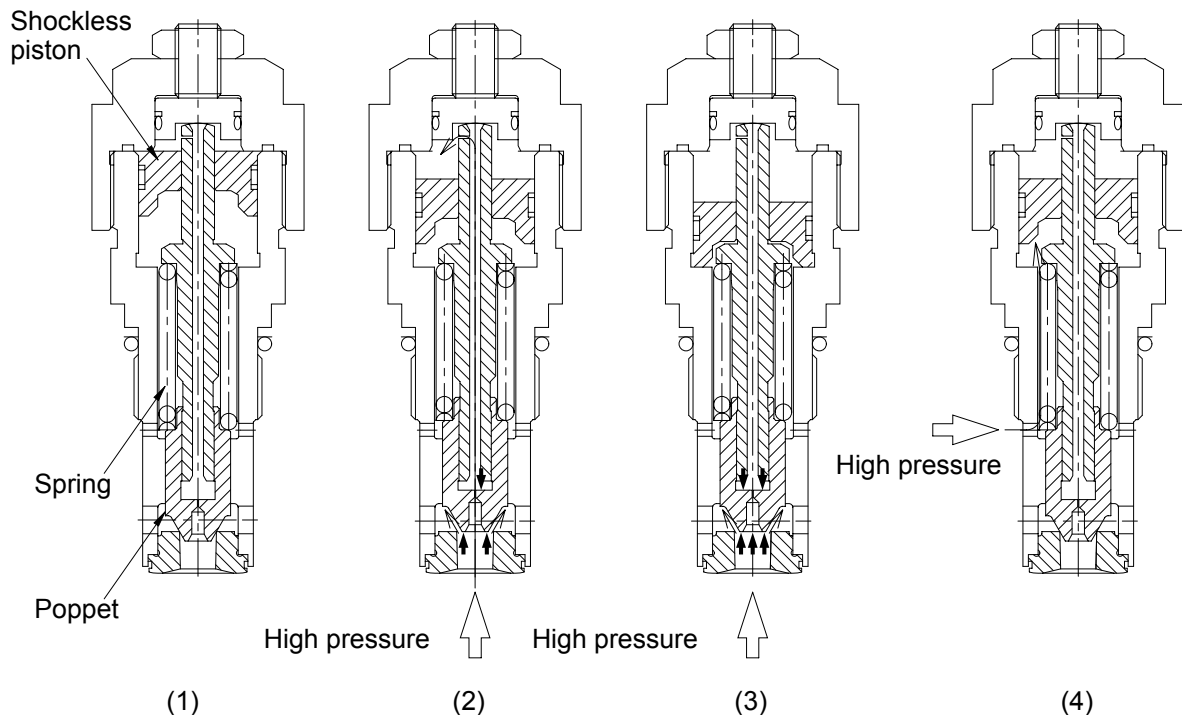 Shockless
piston
Spring
Poppet
High pressure
High pressure
High pressure
(1)
(2)
(3)
(4)